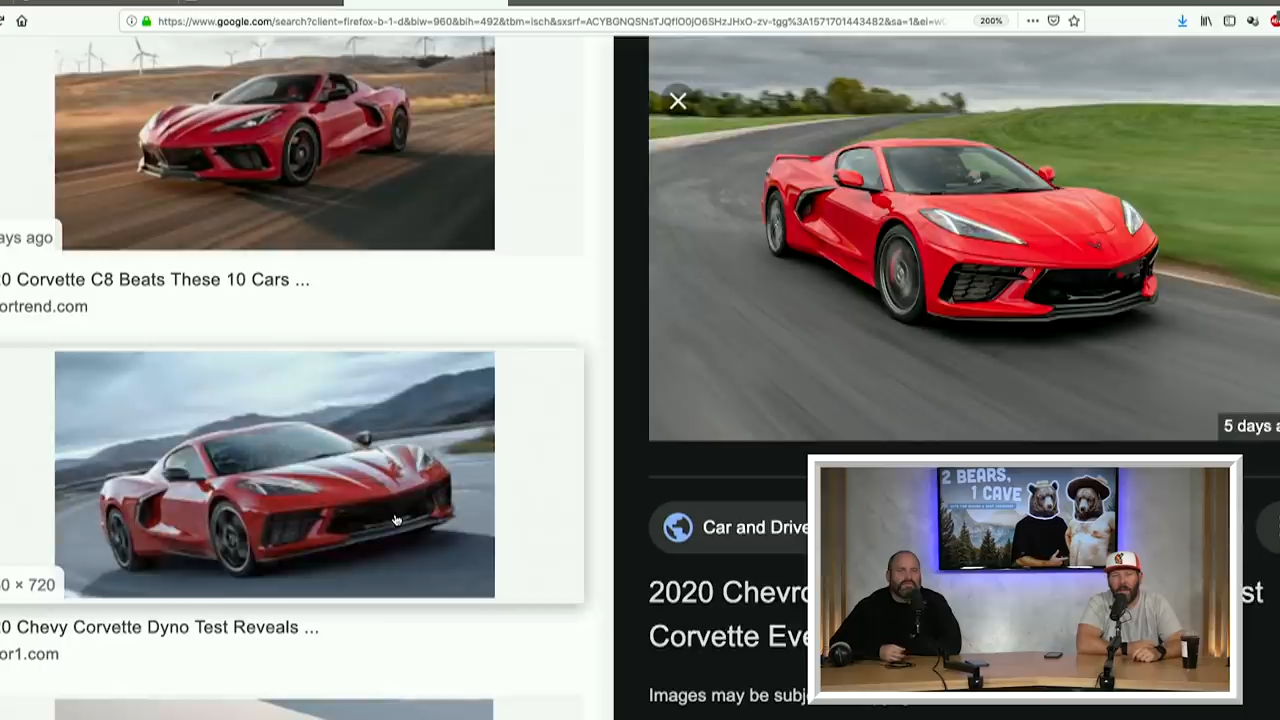 https://www.google.com/search?client=firefox-b-1-d&biw=960&bih=492&tbm=isch&sxsrf=ACYBGNQSNsTJQflO0jO6SHzJHxO-zv-tgg%3A1571701443482&sa=1&ei=w
200%
ays ago
0 Corvette C8 Beats These 10 Cars ...
ortrend.com
0 × 720
0 Chevy Corvette Dyno Test Reveals ...
or1.com
5 days a
Car and Drive
2020 Chevro
st
Corvette Eve
Images may be subj
2 BEARS,
1 CAVE